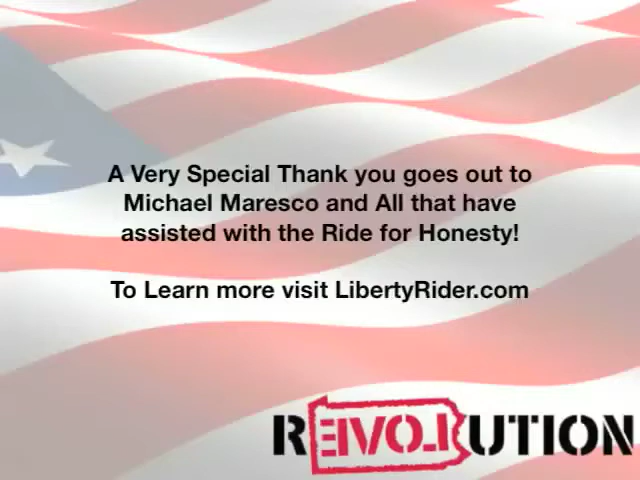 A Very Special Thank you goes out to
Michael Maresco and All that have
assisted with the Ride for Honesty!
To Learn more visit LibertyRider.com
REVOLUTION